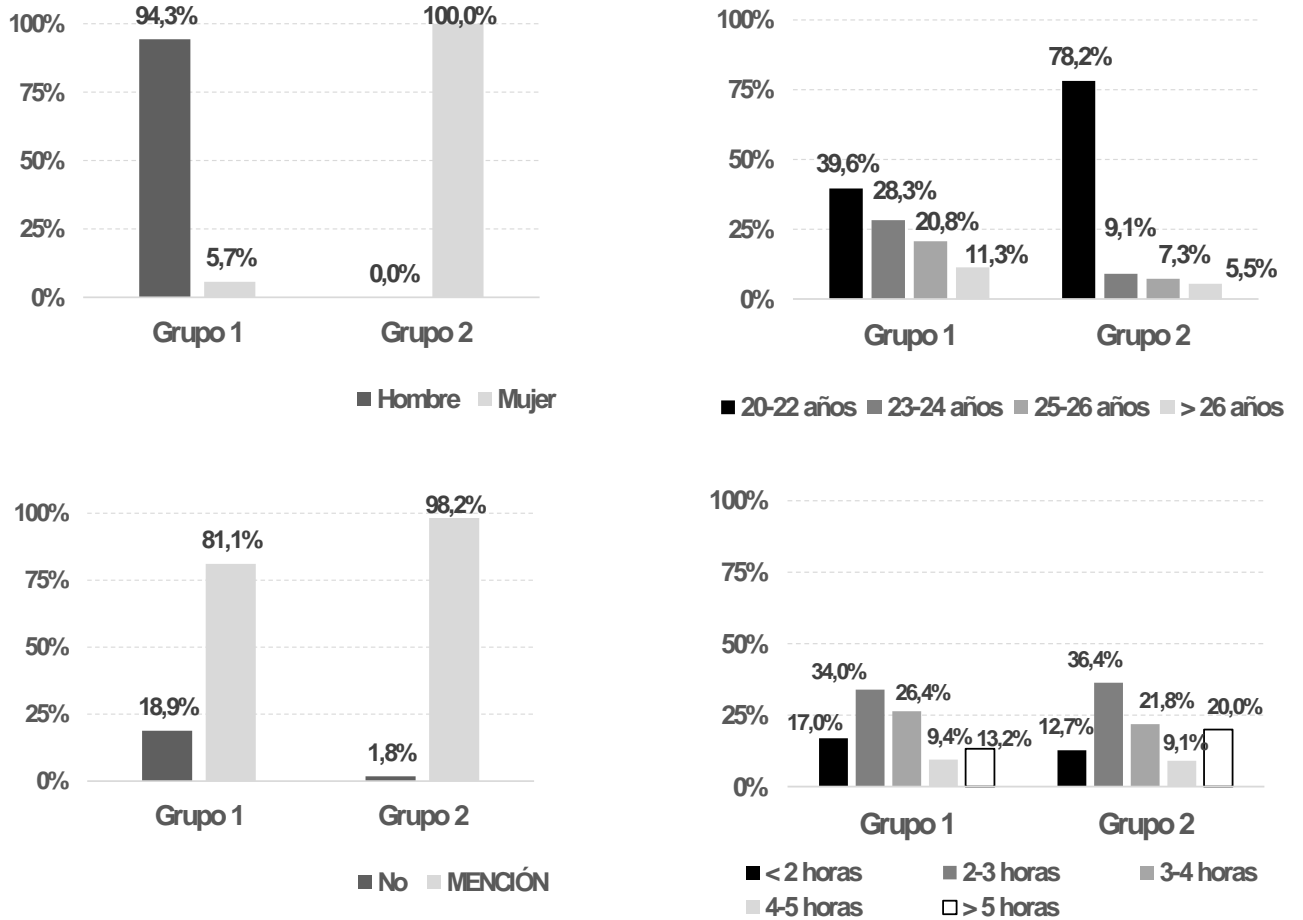 100%
75%
50%
25%
0%
94,3%
5,7%
0,0%
100,0%
Grupo 1
Grupo 2
Hombre
Mujer
100%
75%
50%
25%
0%
39,6%
28,3%
20,8%
11,3%
78,2%
9,1%
7,3%
5,5%
Grupo 1
Grupo 2
20-22 años
23-24 años
25-26 años
> 26 años
100%
75%
50%
25%
0%
18,9%
81,1%
1,8%
98,2%
Grupo 1
Grupo 2
No
MENCIÓN
100%
75%
50%
25%
0%
17,0%
34,0%
26,4%
9,4%
13,2%
12,7%
36,4%
21,8%
9,1%
20,0%
Grupo 1
Grupo 2
< 2 horas
2-3 horas
3-4 horas
4-5 horas
> 5 horas